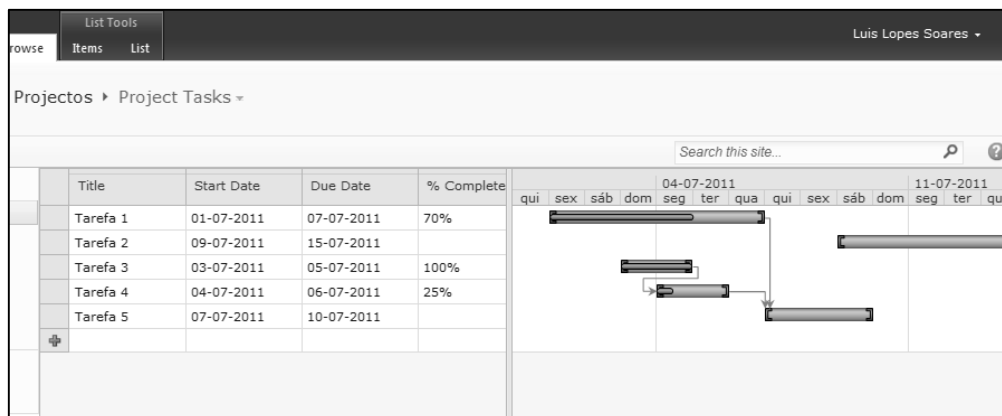 List Tools
rowse Items List
Luis Lopes Soares
Projectos Project Tasks
Search this site...
Title Start Date Due Date % Complete
04-07-2011 11-07-2011
qui sex sáb dom seg ter qua qui sex sáb dom seg ter qu
Tarefa 1 01-07-2011 07-07-2011 70%
Tarefa 2 09-07-2011 15-07-2011
Tarefa 3 03-07-2011 05-07-2011 100%
Tarefa 4 04-07-2011 06-07-2011 25%
Tarefa 5 07-07-2011 10-07-2011